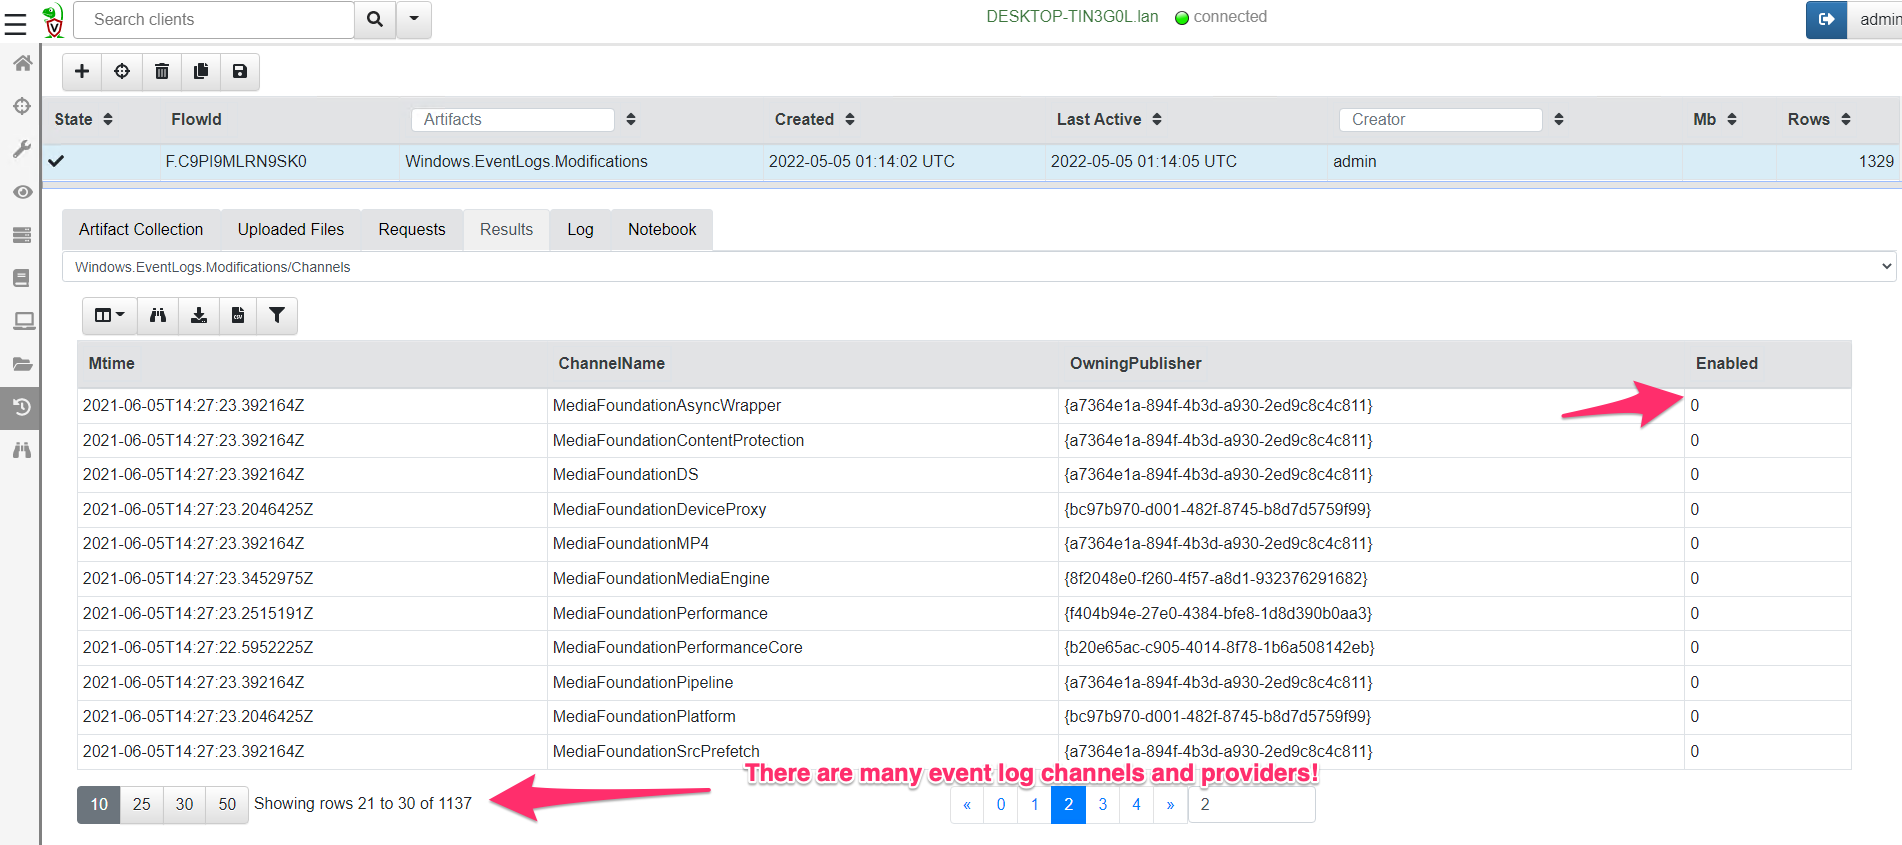 Search clients
DESKTOP-TIN3G0L.lan connected
admin
State FlowId Artifacts Created Last Active Creator Mb Rows
F.C9PI9MLRN9SK0 Windows.EventLogs.Modifications 2022-05-05 01:14:02 UTC 2022-05-05 01:14:05 UTC admin 1329
Artifact Collection Uploaded Files Requests Results Log Notebook
Windows.EventLogs.Modifications/Channels
Mtime ChannelName OwningPublisher Enabled
2021-06-05T14:27:23.392164Z MediaFoundationAsyncWrapper {a7364e1a-894f-4b3d-a930-2ed9c8c4c811} 0
2021-06-05T14:27:23.392164Z MediaFoundationContentProtection {a7364e1a-894f-4b3d-a930-2ed9c8c4c811} 0
2021-06-05T14:27:23.392164Z MediaFoundationDS {a7364e1a-894f-4b3d-a930-2ed9c8c4c811} 0
2021-06-05T14:27:23.2046425Z MediaFoundationDeviceProxy {bc97b970-d001-482f-8745-b8d7d5759f99} 0
2021-06-05T14:27:23.392164Z MediaFoundationMP4 {a7364e1a-894f-4b3d-a930-2ed9c8c4c811} 0
2021-06-05T14:27:23.3452975Z MediaFoundationMediaEngine {8f2048e0-f260-4f57-a8d1-932376291682} 0
2021-06-05T14:27:23.2515191Z MediaFoundationPerformance {f404b94e-27e0-4384-bfe8-1d8d390b0aa3} 0
2021-06-05T14:27:22.5952225Z MediaFoundationPerformanceCore {b20e65ac-c905-4014-8f78-1b6a508142eb} 0
2021-06-05T14:27:23.392164Z MediaFoundationPipeline {a7364e1a-894f-4b3d-a930-2ed9c8c4c811} 0
2021-06-05T14:27:23.2046425Z MediaFoundationPlatform {bc97b970-d001-482f-8745-b8d7d5759f99} 0
2021-06-05T14:27:23.392164Z MediaFoundationSrcPrefetch {a7364e1a-894f-4b3d-a930-2ed9c8c4c811} 0
There are many event log channels and providers!
10 25 30 50 Showing rows 21 to 30 of 1137 « 0 1 2 3 4 » 2